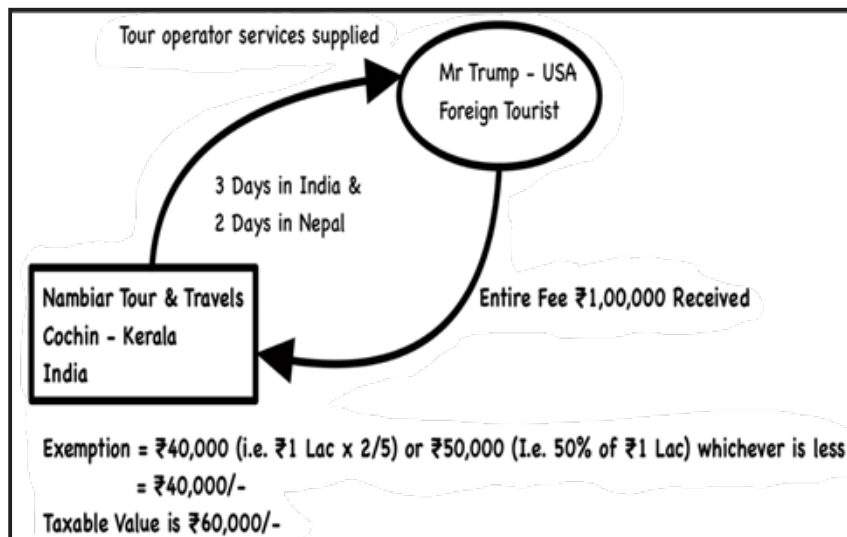 Tour operator services supplied
Mr Trump - USA
Foreign Tourist
3 Days in India &
2 Days in Nepal
Nambiar Tour & Travels
Cochin - Kerala
India
Entire Fee ₹1,00,000 Received
Exemption = ₹40,000 (i.e. ₹1 Lac x 2/5) or ₹50,000 (I.e. 50% of ₹1 Lac) whichever is less
= ₹40,000/-
Taxable Value is ₹60,000/-